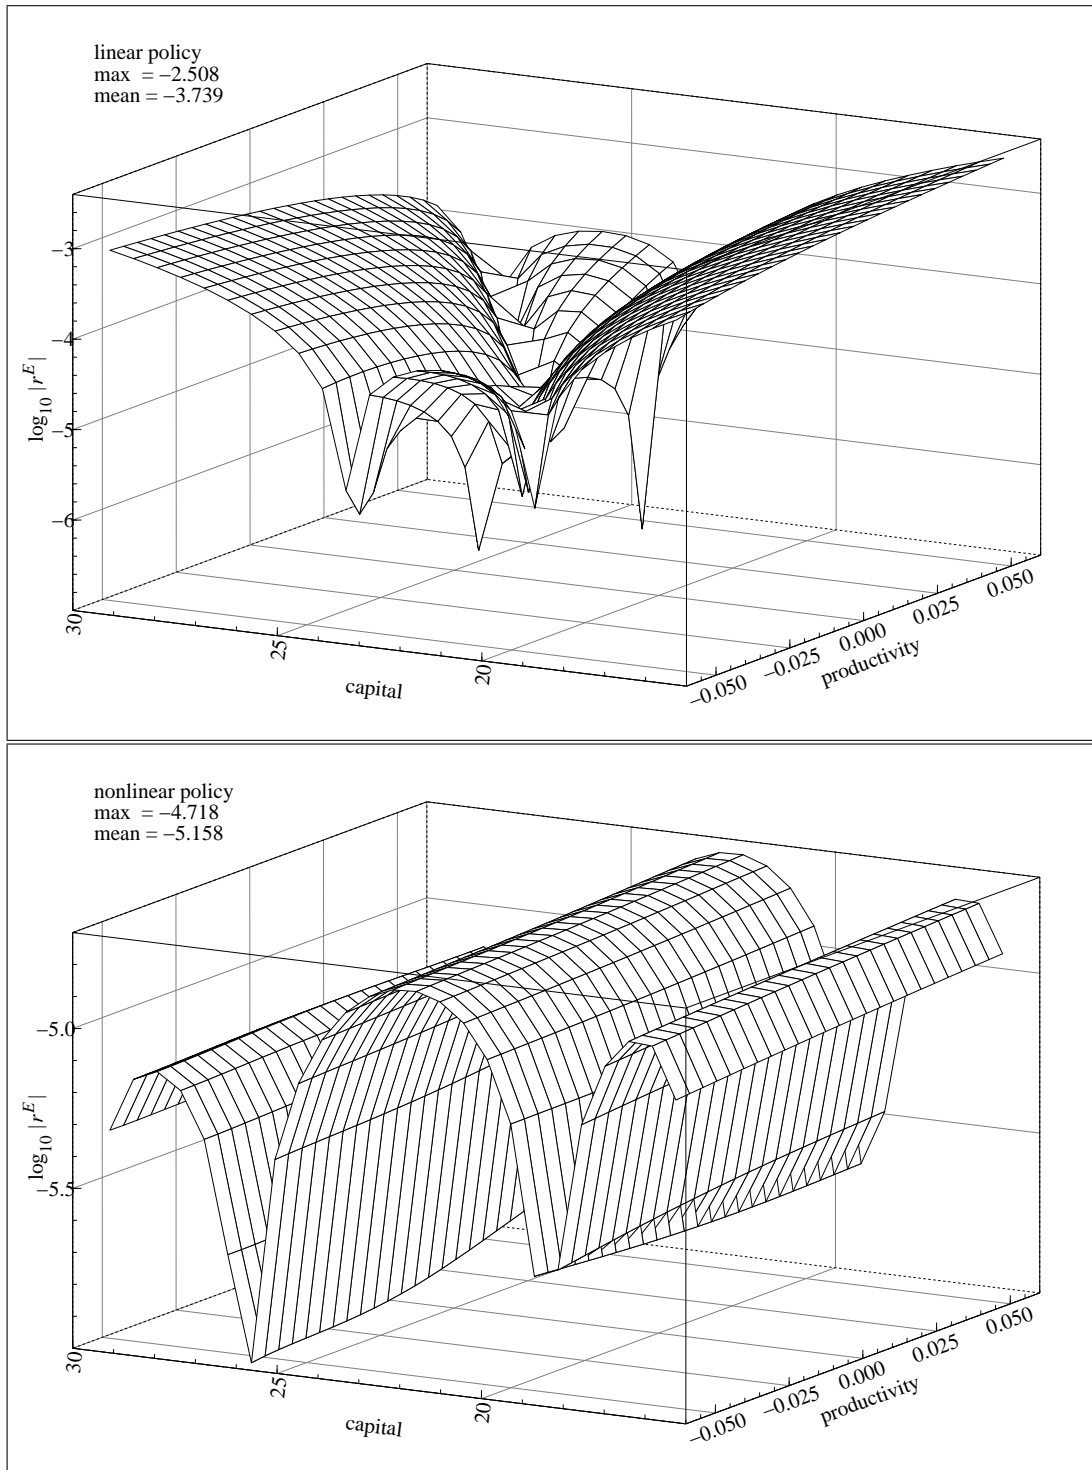 linear policy
max = −2.508
mean = −3.739
−3
−4
−5
−6
log10 |r^E|
30
25
20
capital
−0.050
−0.025
0.000
0.025
0.050
productivity
nonlinear policy
max = −4.718
mean = −5.158
−5.0
−5.5
log10 |r^E|
30
25
20
capital
−0.050
−0.025
0.000
0.025
0.050
productivity